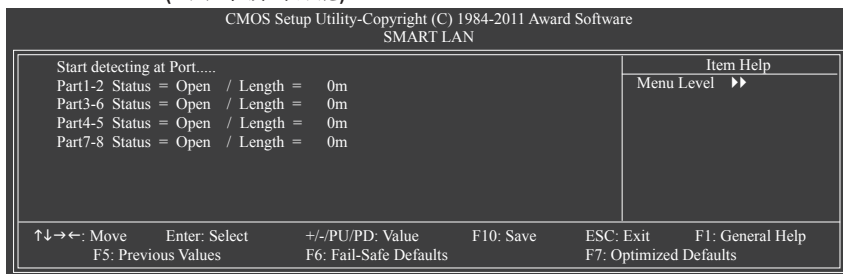 CMOS Setup Utility-Copyright (C) 1984-2011 Award Software
SMART LAN
Start detecting at Port.....
Part1-2 Status = Open / Length = 0m
Part3-6 Status = Open / Length = 0m
Part4-5 Status = Open / Length = 0m
Part7-8 Status = Open / Length = 0m
Item Help
Menu Level
↑↓→←: Move Enter: Select +/-/PU/PD: Value F10: Save ESC: Exit F1: General Help
F5: Previous Values F6: Fail-Safe Defaults F7: Optimized Defaults